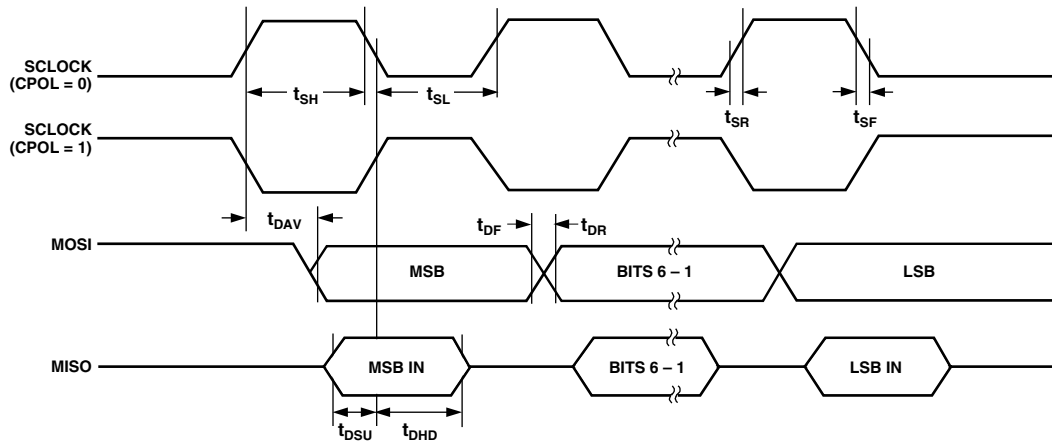 SCLOCK
(CPOL = 0)
tSH
tSL
tSR
tSF
SCLOCK
(CPOL = 1)
tDAV
tDF
tDR
MOSI
MSB
BITS 6 – 1
LSB
MISO
MSB IN
BITS 6 – 1
LSB IN
tDSU
tDHD